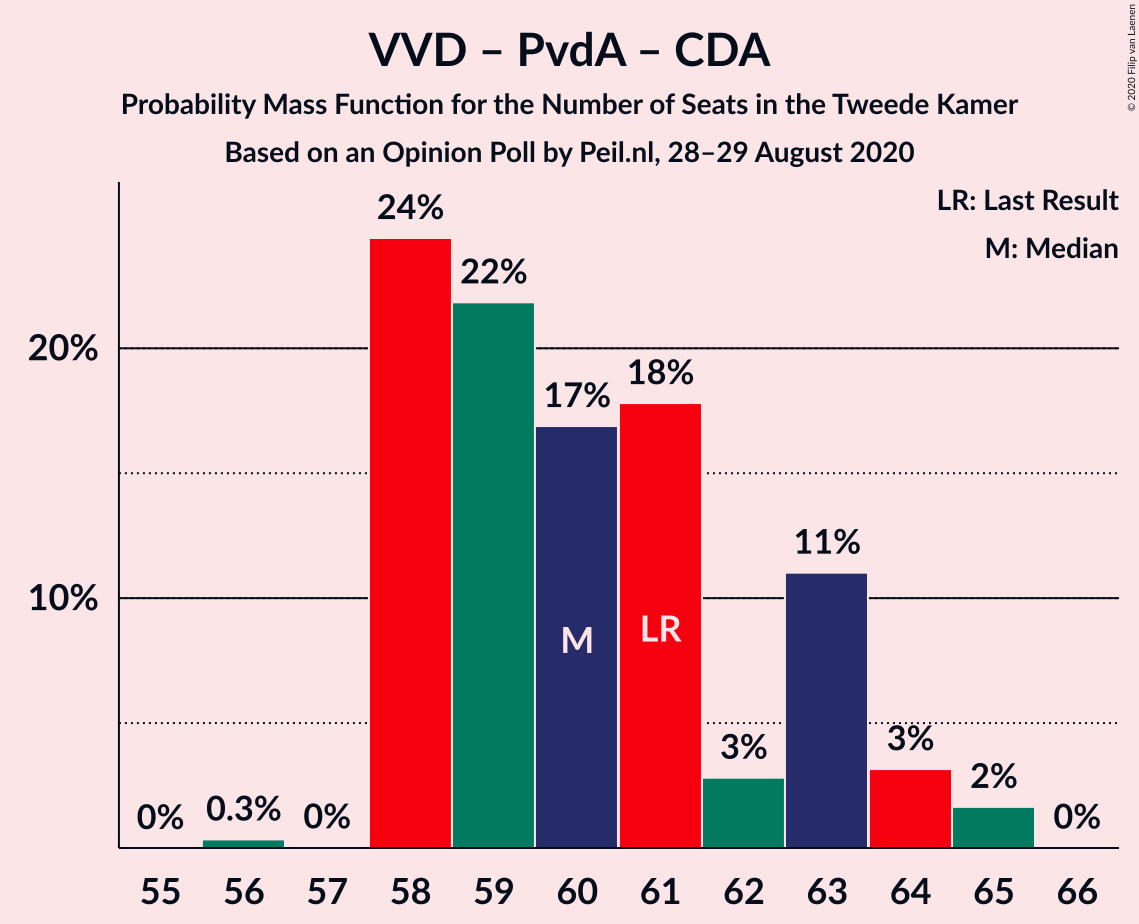 VVD – PvdA – CDA
Probability Mass Function for the Number of Seats in the Tweede Kamer
Based on an Opinion Poll by Peil.nl, 28–29 August 2020
© 2020 Filip van Laenen
LR: Last Result
M: Median
20%
10%
0%
0.3%
0%
24%
22%
17%
18%
3%
11%
3%
2%
0%
M
LR
55 56 57 58 59 60 61 62 63 64 65 66